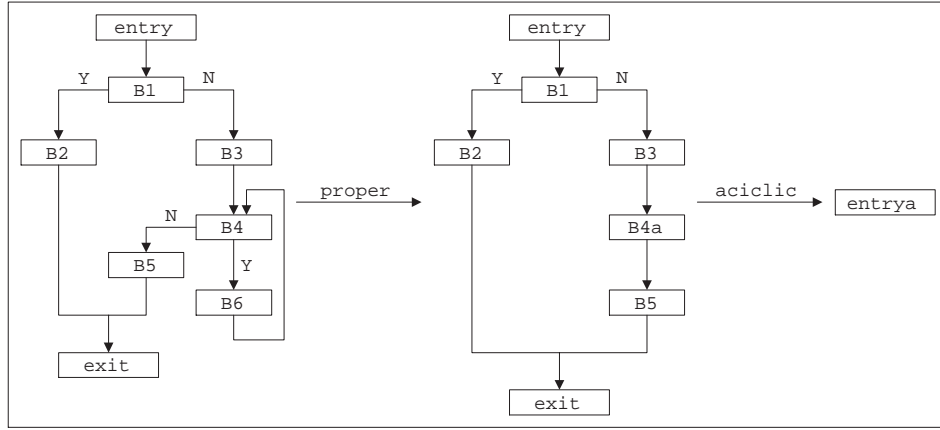 entry
Y
N
B1
B2
B3
N
B4
B5
Y
B6
exit
proper
entry
Y
N
B1
B2
B3
B4a
B5
exit
aciclic
entrya